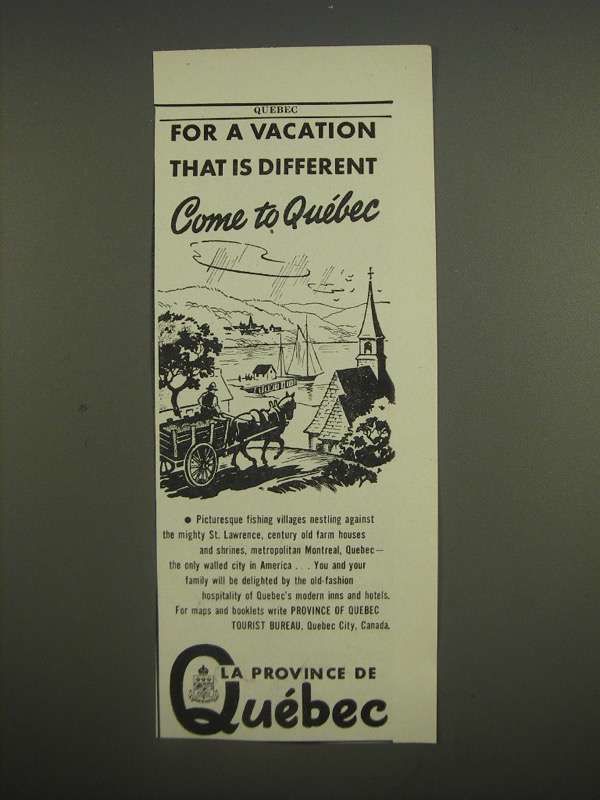 QUEBEC
FOR A VACATION
THAT IS DIFFERENT
Come to Québec
● Picturesque fishing villages nestling against
the mighty St. Lawrence, century old farm houses
and shrines, metropolitan Montreal, Quebec—
the only walled city in America . . . You and your
family will be delighted by the old-fashion
hospitality of Quebec's modern inns and hotels.
For maps and booklets write PROVINCE OF QUEBEC
TOURIST BUREAU, Quebec City, Canada.
LA PROVINCE DE
Québec